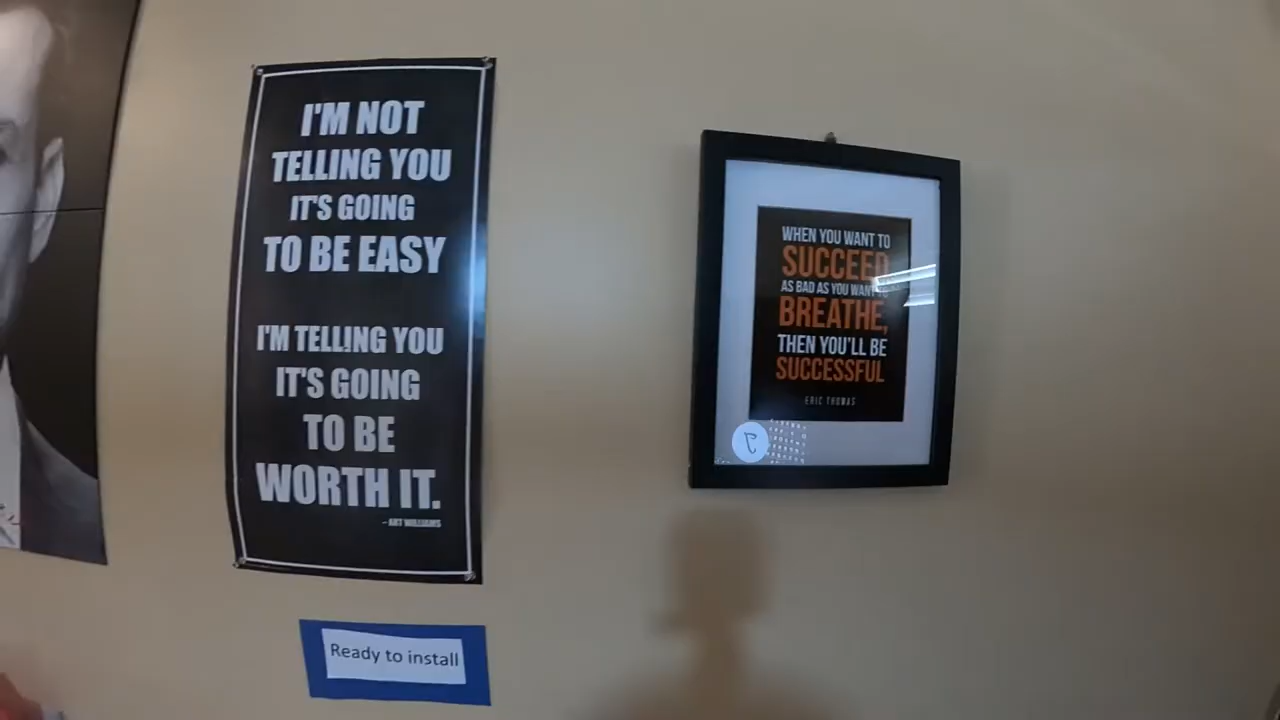 I'M NOT
TELLING YOU
IT'S GOING
TO BE EASY
I'M TELLING YOU
IT'S GOING
TO BE
WORTH IT.
– ART WILLIAMS
Ready to install
WHEN YOU WANT TO
SUCCEED
AS BAD AS YOU WANT TO
BREATHE,
THEN YOU'LL BE
SUCCESSFUL
ERIC THOMAS